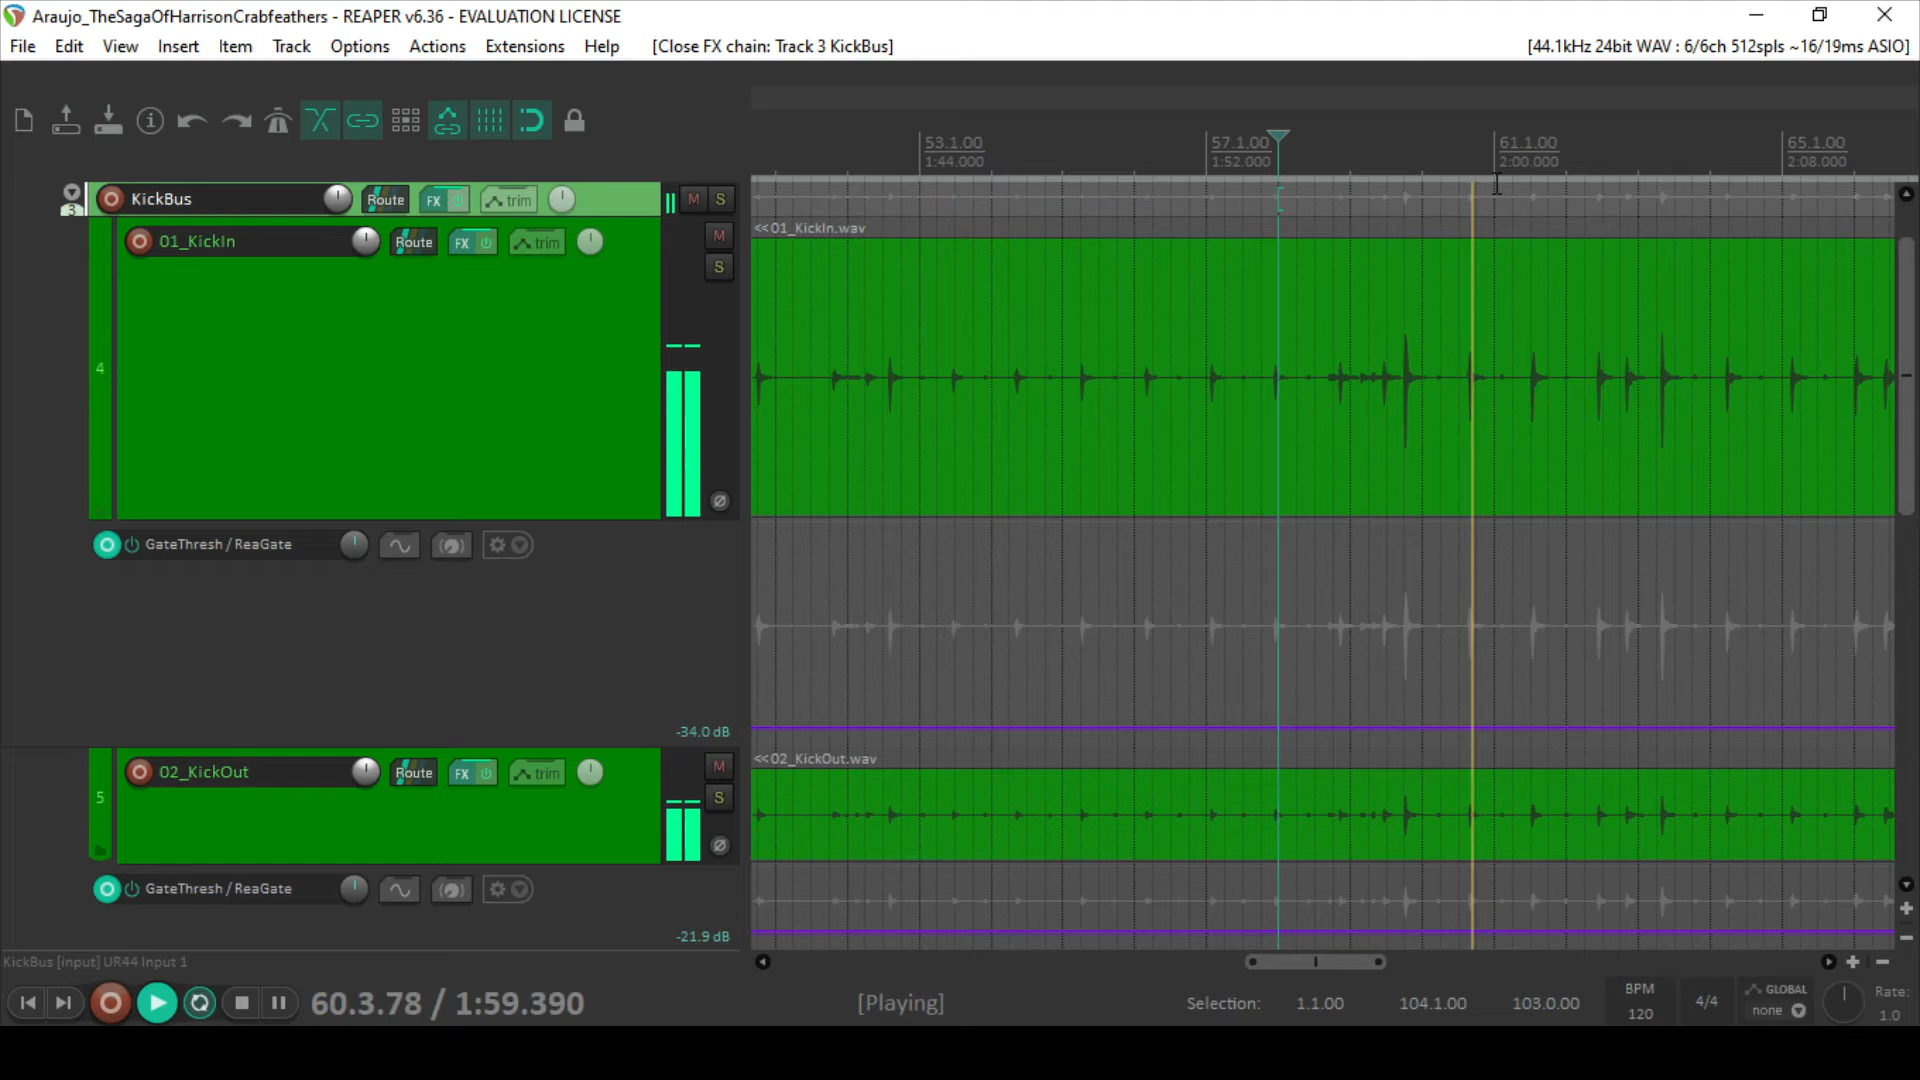 Araujo_TheSagaOfHarrisonCrabfeathers - REAPER v6.36 - EVALUATION LICENSE
File Edit View Insert Item Track Options Actions Extensions Help [Close FX chain: Track 3 KickBus] [44.1kHz 24bit WAV : 6/6ch 512spls ~16/19ms ASIO]
53.1.00 57.1.00 61.1.00 65.1.00
1:44.000 1:52.000 2:00.000 2:08.000
3 KickBus Route FX trim M S
<<01_KickIn.wav
01_KickIn Route FX trim M
S
4
GateThresh / ReaGate
-34.0 dB
<<02_KickOut.wav
02_KickOut Route FX trim M
5 S
GateThresh / ReaGate
-21.9 dB
KickBus [input] UR44 Input 1
60.3.78 / 1:59.390 [Playing] Selection: 1.1.00 104.1.00 103.0.00 BPM 120 4/4 GLOBAL none Rate: 1.0